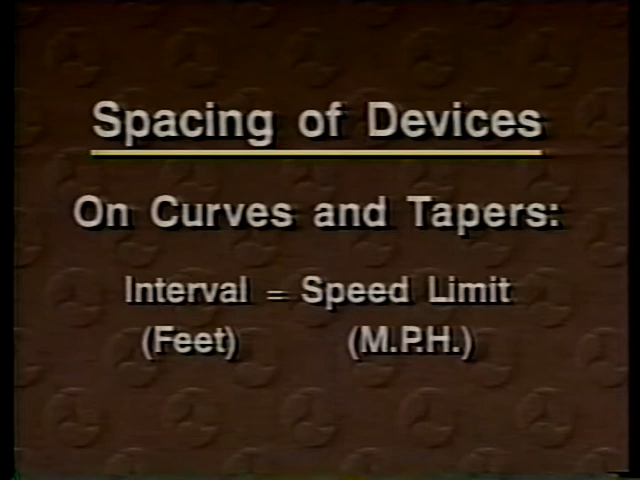 Spacing of Devices
On Curves and Tapers:
Interval = Speed Limit
(Feet) (M.P.H.)